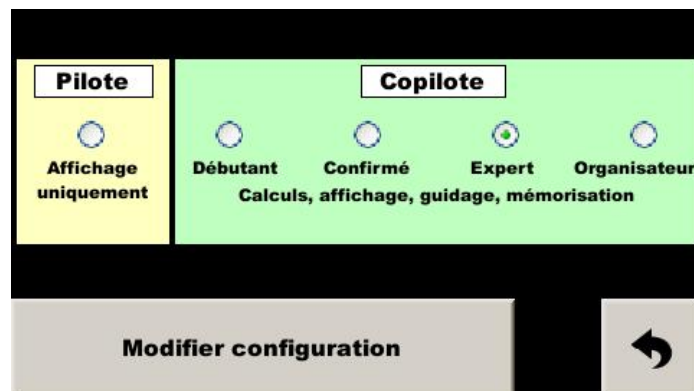 Pilote
Copilote
Affichage
uniquement
Débutant
Confirmé
Expert
Organisateur
Calculs, affichage, guidage, mémorisation
Modifier configuration